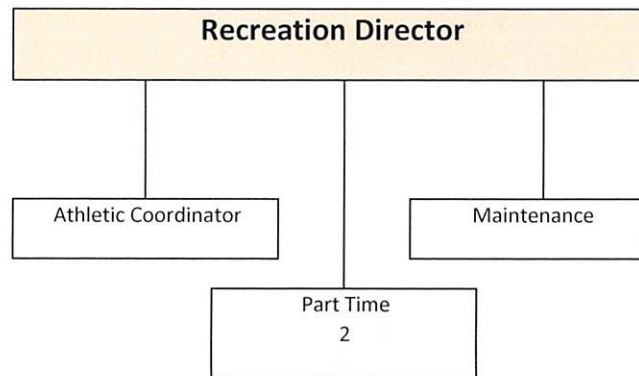 Recreation Director
Athletic Coordinator
Maintenance
Part Time
2